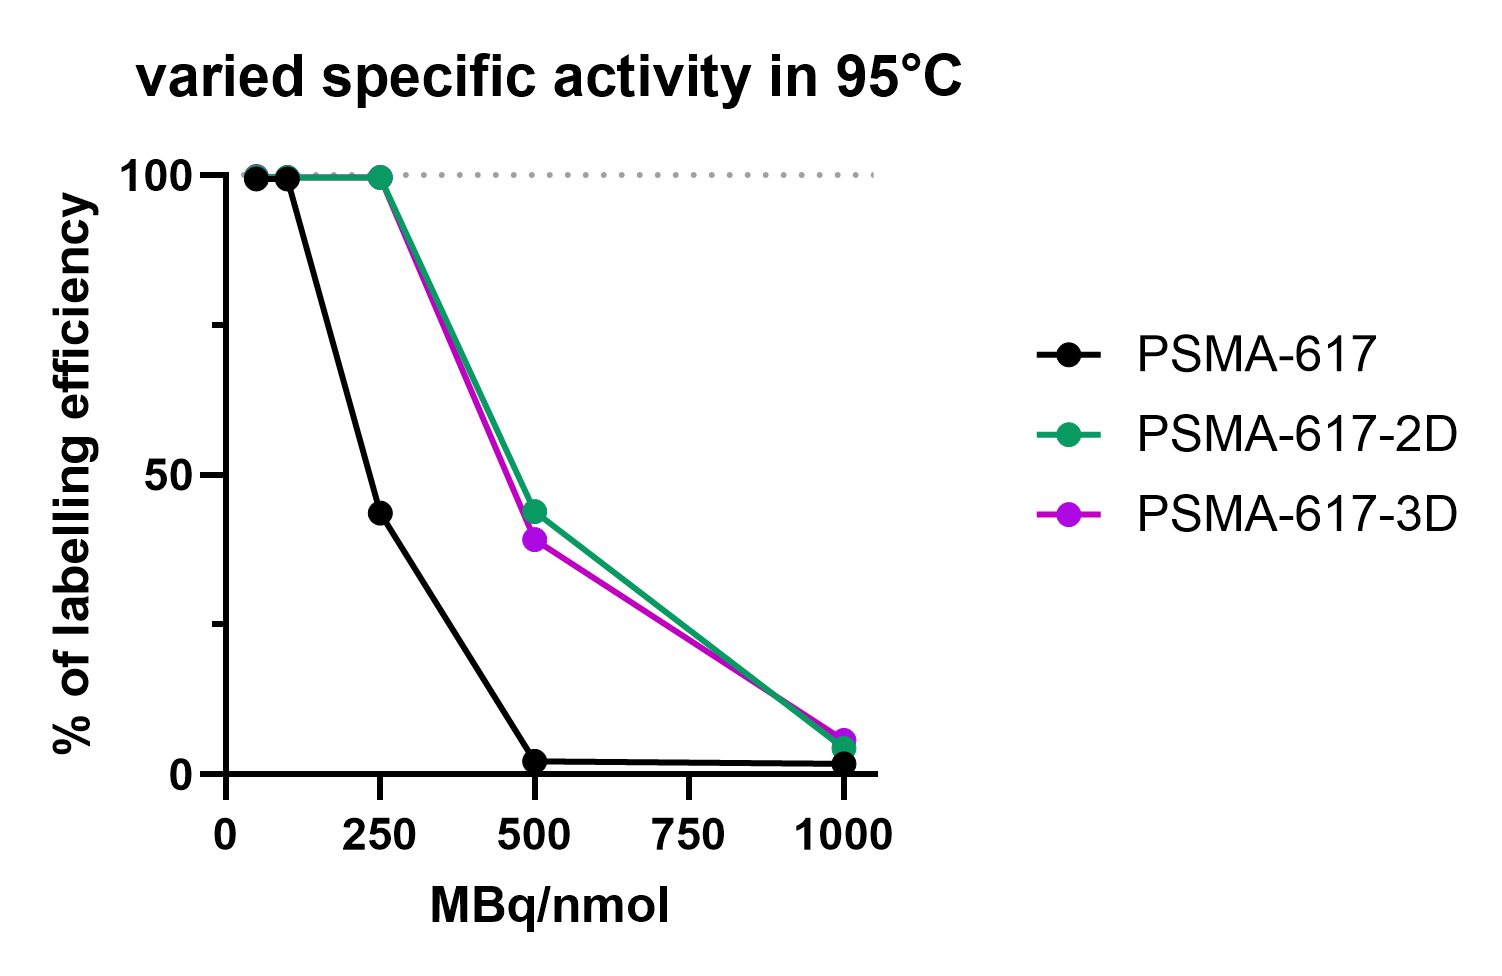 varied specific activity in 95°C
100
50
0
% of labelling efficiency
0 250 500 750 1000
MBq/nmol
PSMA-617
PSMA-617-2D
PSMA-617-3D